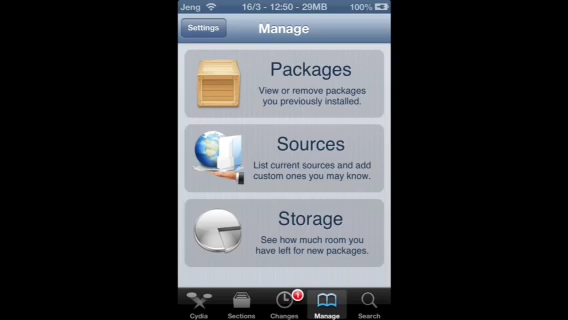 Jeng 16/3 - 12:50 - 29MB 100%
Settings
Manage
Packages
View or remove packages
you previously installed.
Sources
List current sources and add
custom ones you may know.
Storage
See how much room you
have left for new packages.
1
Cydia Sections Changes Manage Search